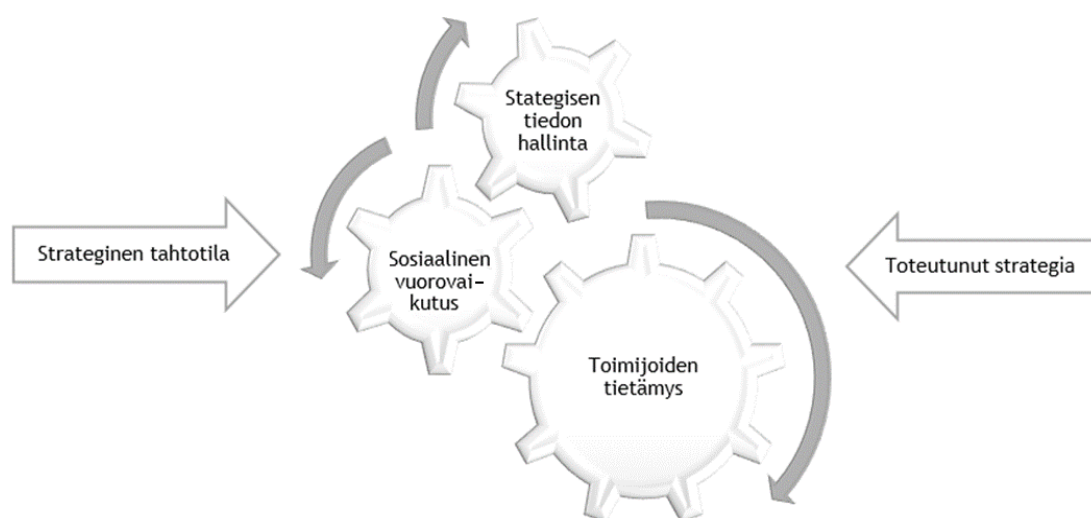 Stategisen
tiedon
hallinta
Strateginen tahtotila
Sosiaalinen
vuorovai-
kutus
Toteutunut strategia
Toimijoiden
tietämys